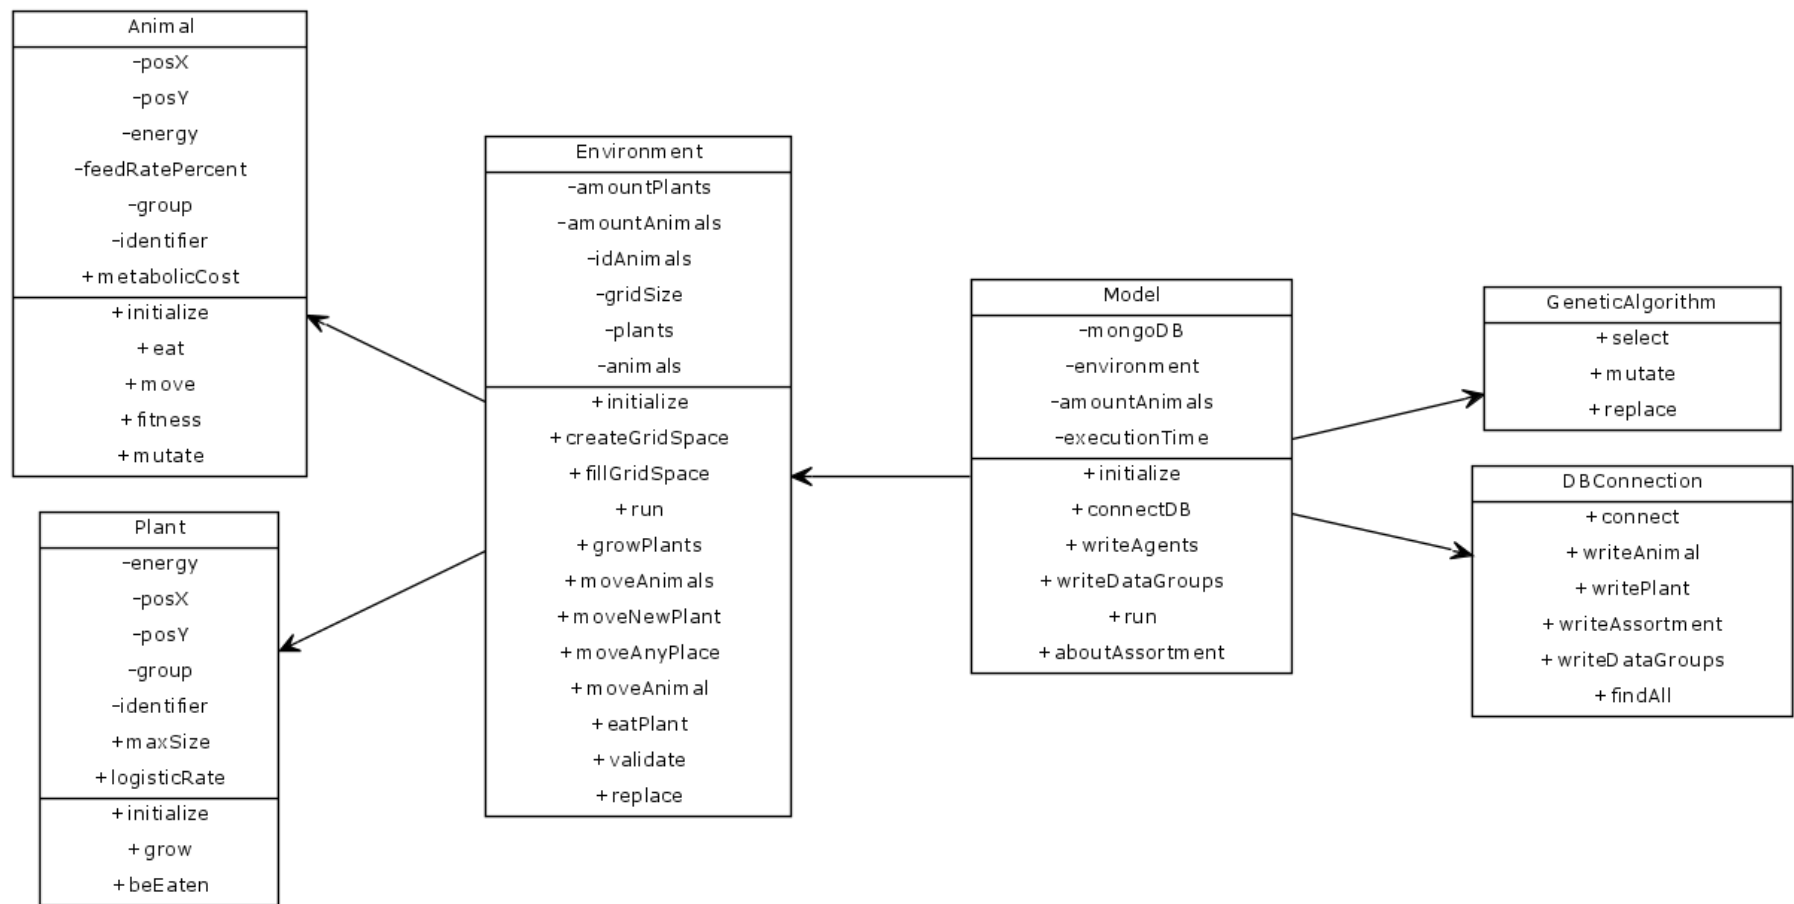 Animal
-posX
-posY
-energy
-feedRatePercent
-group
-identifier
+metabolicCost
+initialize
+eat
+move
+fitness
+mutate
Plant
-energy
-posX
-posY
-group
-identifier
+maxSize
+logisticRate
+initialize
+grow
+beEaten
Environment
-amountPlants
-amountAnimals
-idAnimals
-gridSize
-plants
-animals
+initialize
+createGridSpace
+fillGridSpace
+run
+growPlants
+moveAnimals
+moveNewPlant
+moveAnyPlace
+moveAnimal
+eatPlant
+validate
+replace
Model
-mongoDB
-environment
-amountAnimals
-executionTime
+initialize
+connectDB
+writeAgents
+writeDataGroups
+run
+aboutAssortment
GeneticAlgorithm
+select
+mutate
+replace
DBConnection
+connect
+writeAnimal
+writePlant
+writeAssortment
+writeDataGroups
+findAll